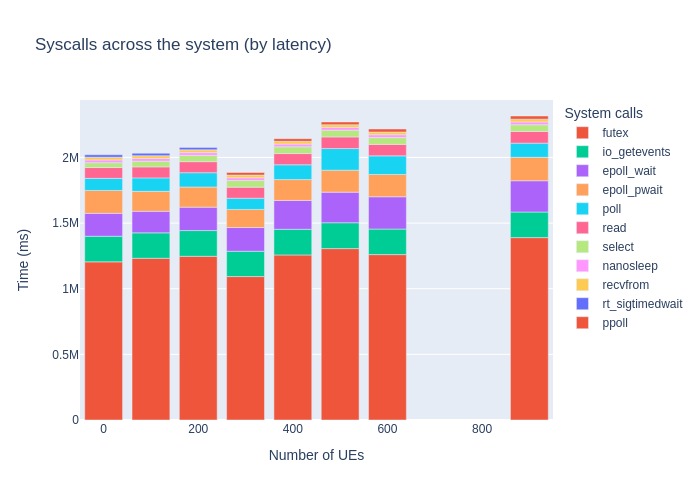 Syscalls across the system (by latency)
System calls
futex
io_getevents
epoll_wait
epoll_pwait
poll
read
select
nanosleep
recvfrom
rt_sigtimedwait
ppoll
Time (ms)
2M
1.5M
1M
0.5M
0
0 200 400 600 800
Number of UEs